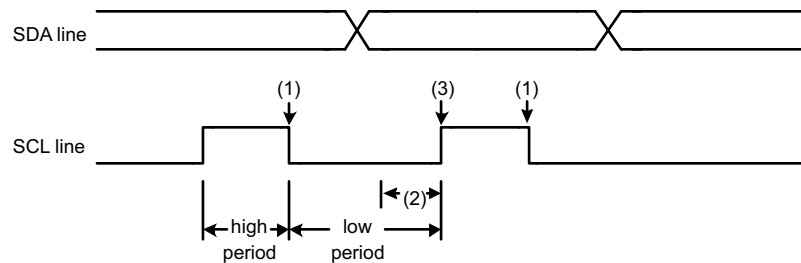 SDA line
(1)
(3)
(1)
SCL line
(2)
high
period
low
period